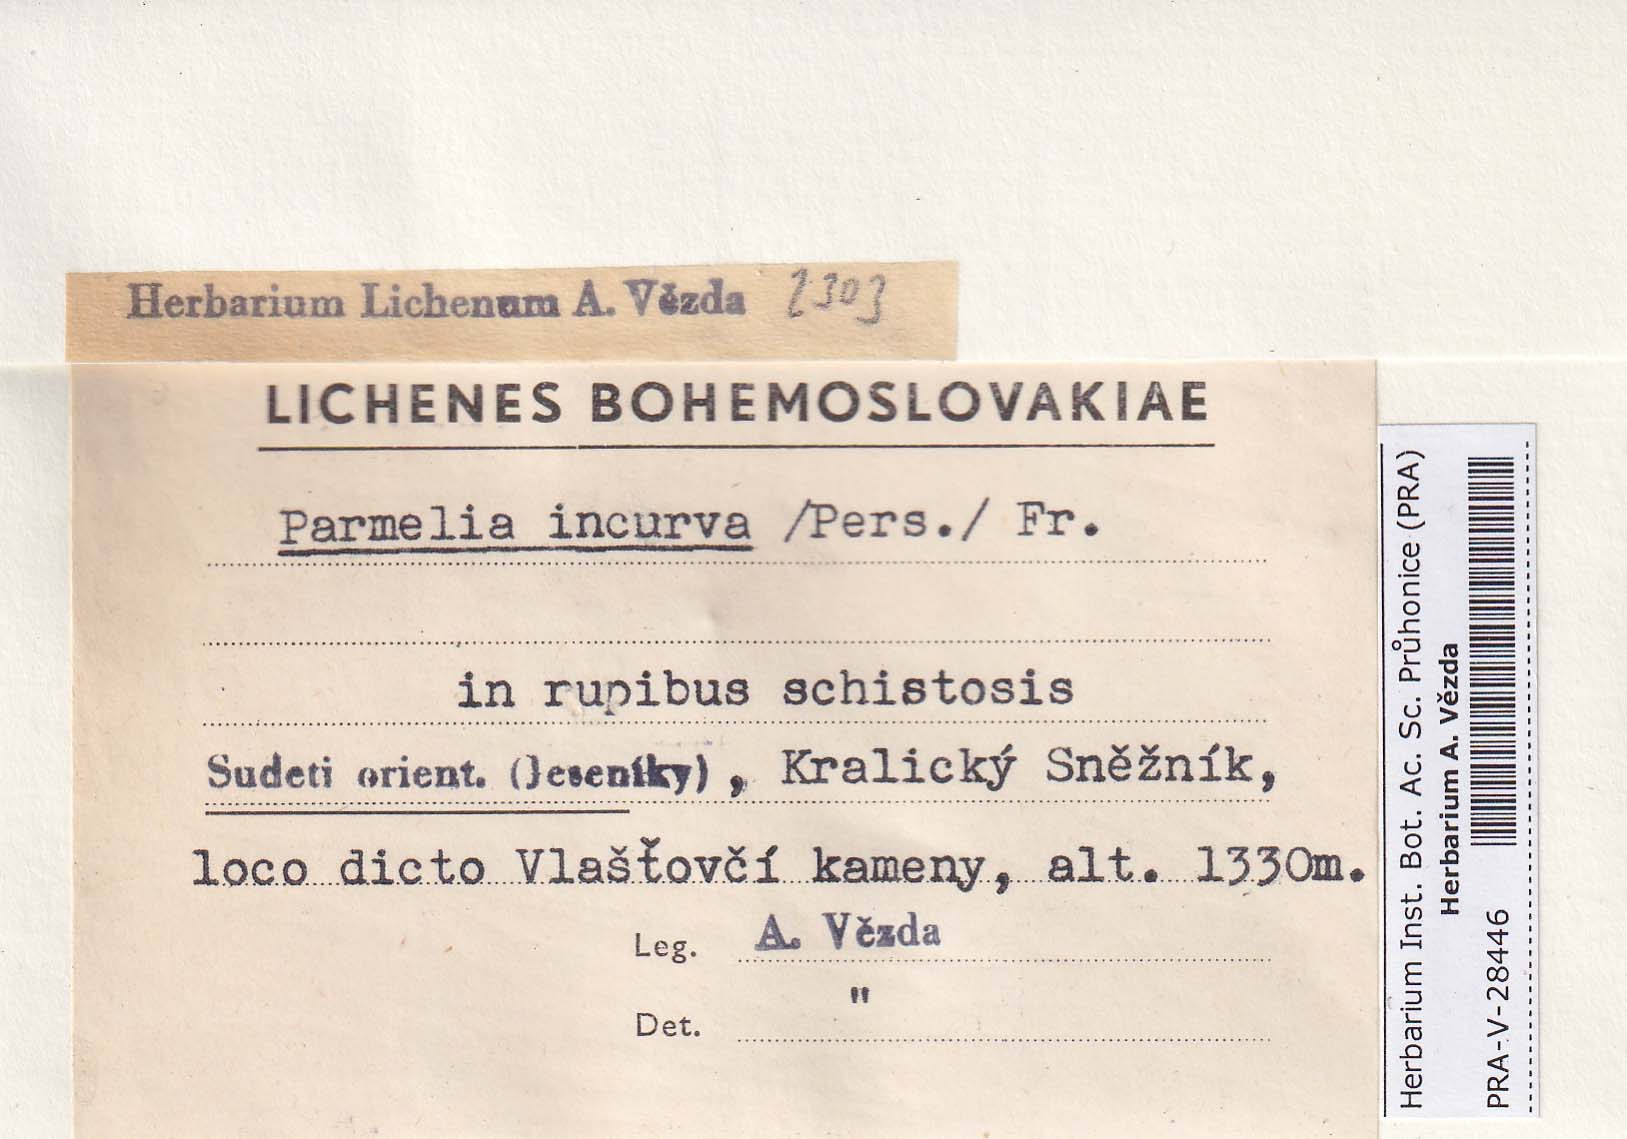 Herbarium Lichenum A. Vězda 2303
LICHENES BOHEMOSLOVAKIAE
Parmelia incurva /Pers./ Fr.
in rupibus schistosis
Sudeti orient. (Jeseníky), Kralický Sněžník,
loco dicto Vlašťovčí kameny, alt. 1330m.
Leg. A. Vězda
Det. "
Herbarium Inst. Bot. Ac. Sc. Průhonice (PRA)
Herbarium A. Vězda
PRA-V-28446